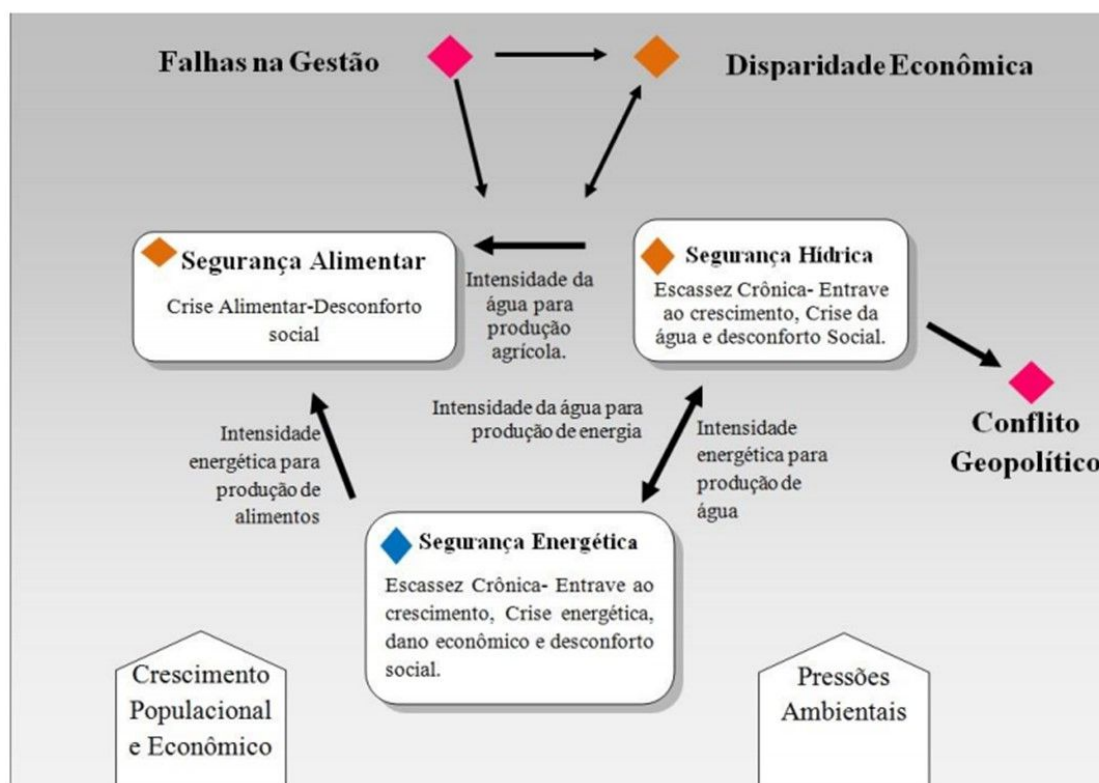 Falhas na Gestão
Disparidade Econômica
Segurança Alimentar
Crise Alimentar-Desconforto
social
Intensidade da
água para
produção
agrícola.
Segurança Hídrica
Escassez Crônica- Entrave
ao crescimento, Crise da
água e desconforto Social.
Conflito
Geopolítico
Intensidade
energética para
produção de
alimentos
Intensidade da água para
produção de energia
Intensidade
energética para
produção de
água
Segurança Energética
Escassez Crônica- Entrave ao
crescimento, Crise energética,
dano econômico e desconforto
social.
Crescimento
Populacional
e Econômico
Pressões
Ambientais